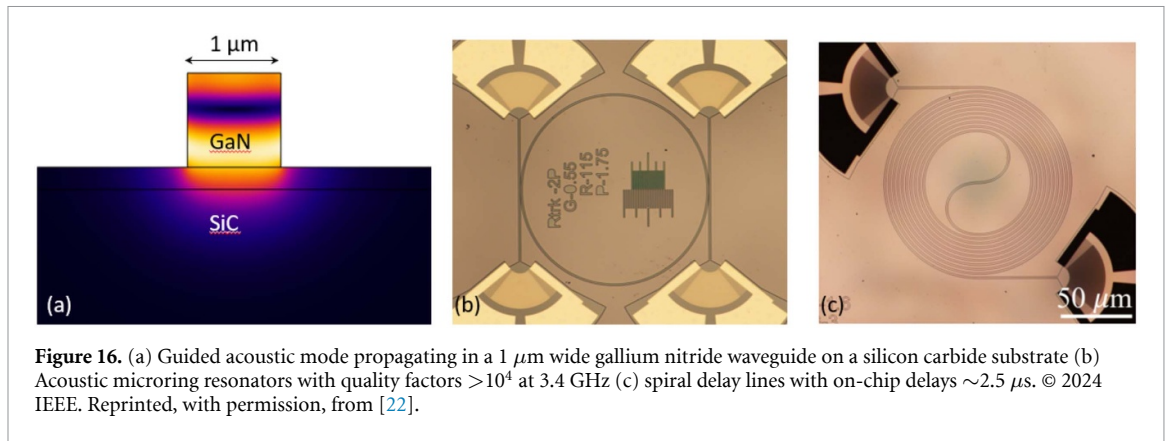 1 μm
GaN
SiC
(a)
Rtrk -2P
G-0.55
R-115
P-1.75
(b)
(c)
50 μm
Figure 16. (a) Guided acoustic mode propagating in a 1 μm wide gallium nitride waveguide on a silicon carbide substrate (b)
Acoustic microring resonators with quality factors >10⁴ at 3.4 GHz (c) spiral delay lines with on-chip delays ∼2.5 μs. © 2024
IEEE. Reprinted, with permission, from [22].